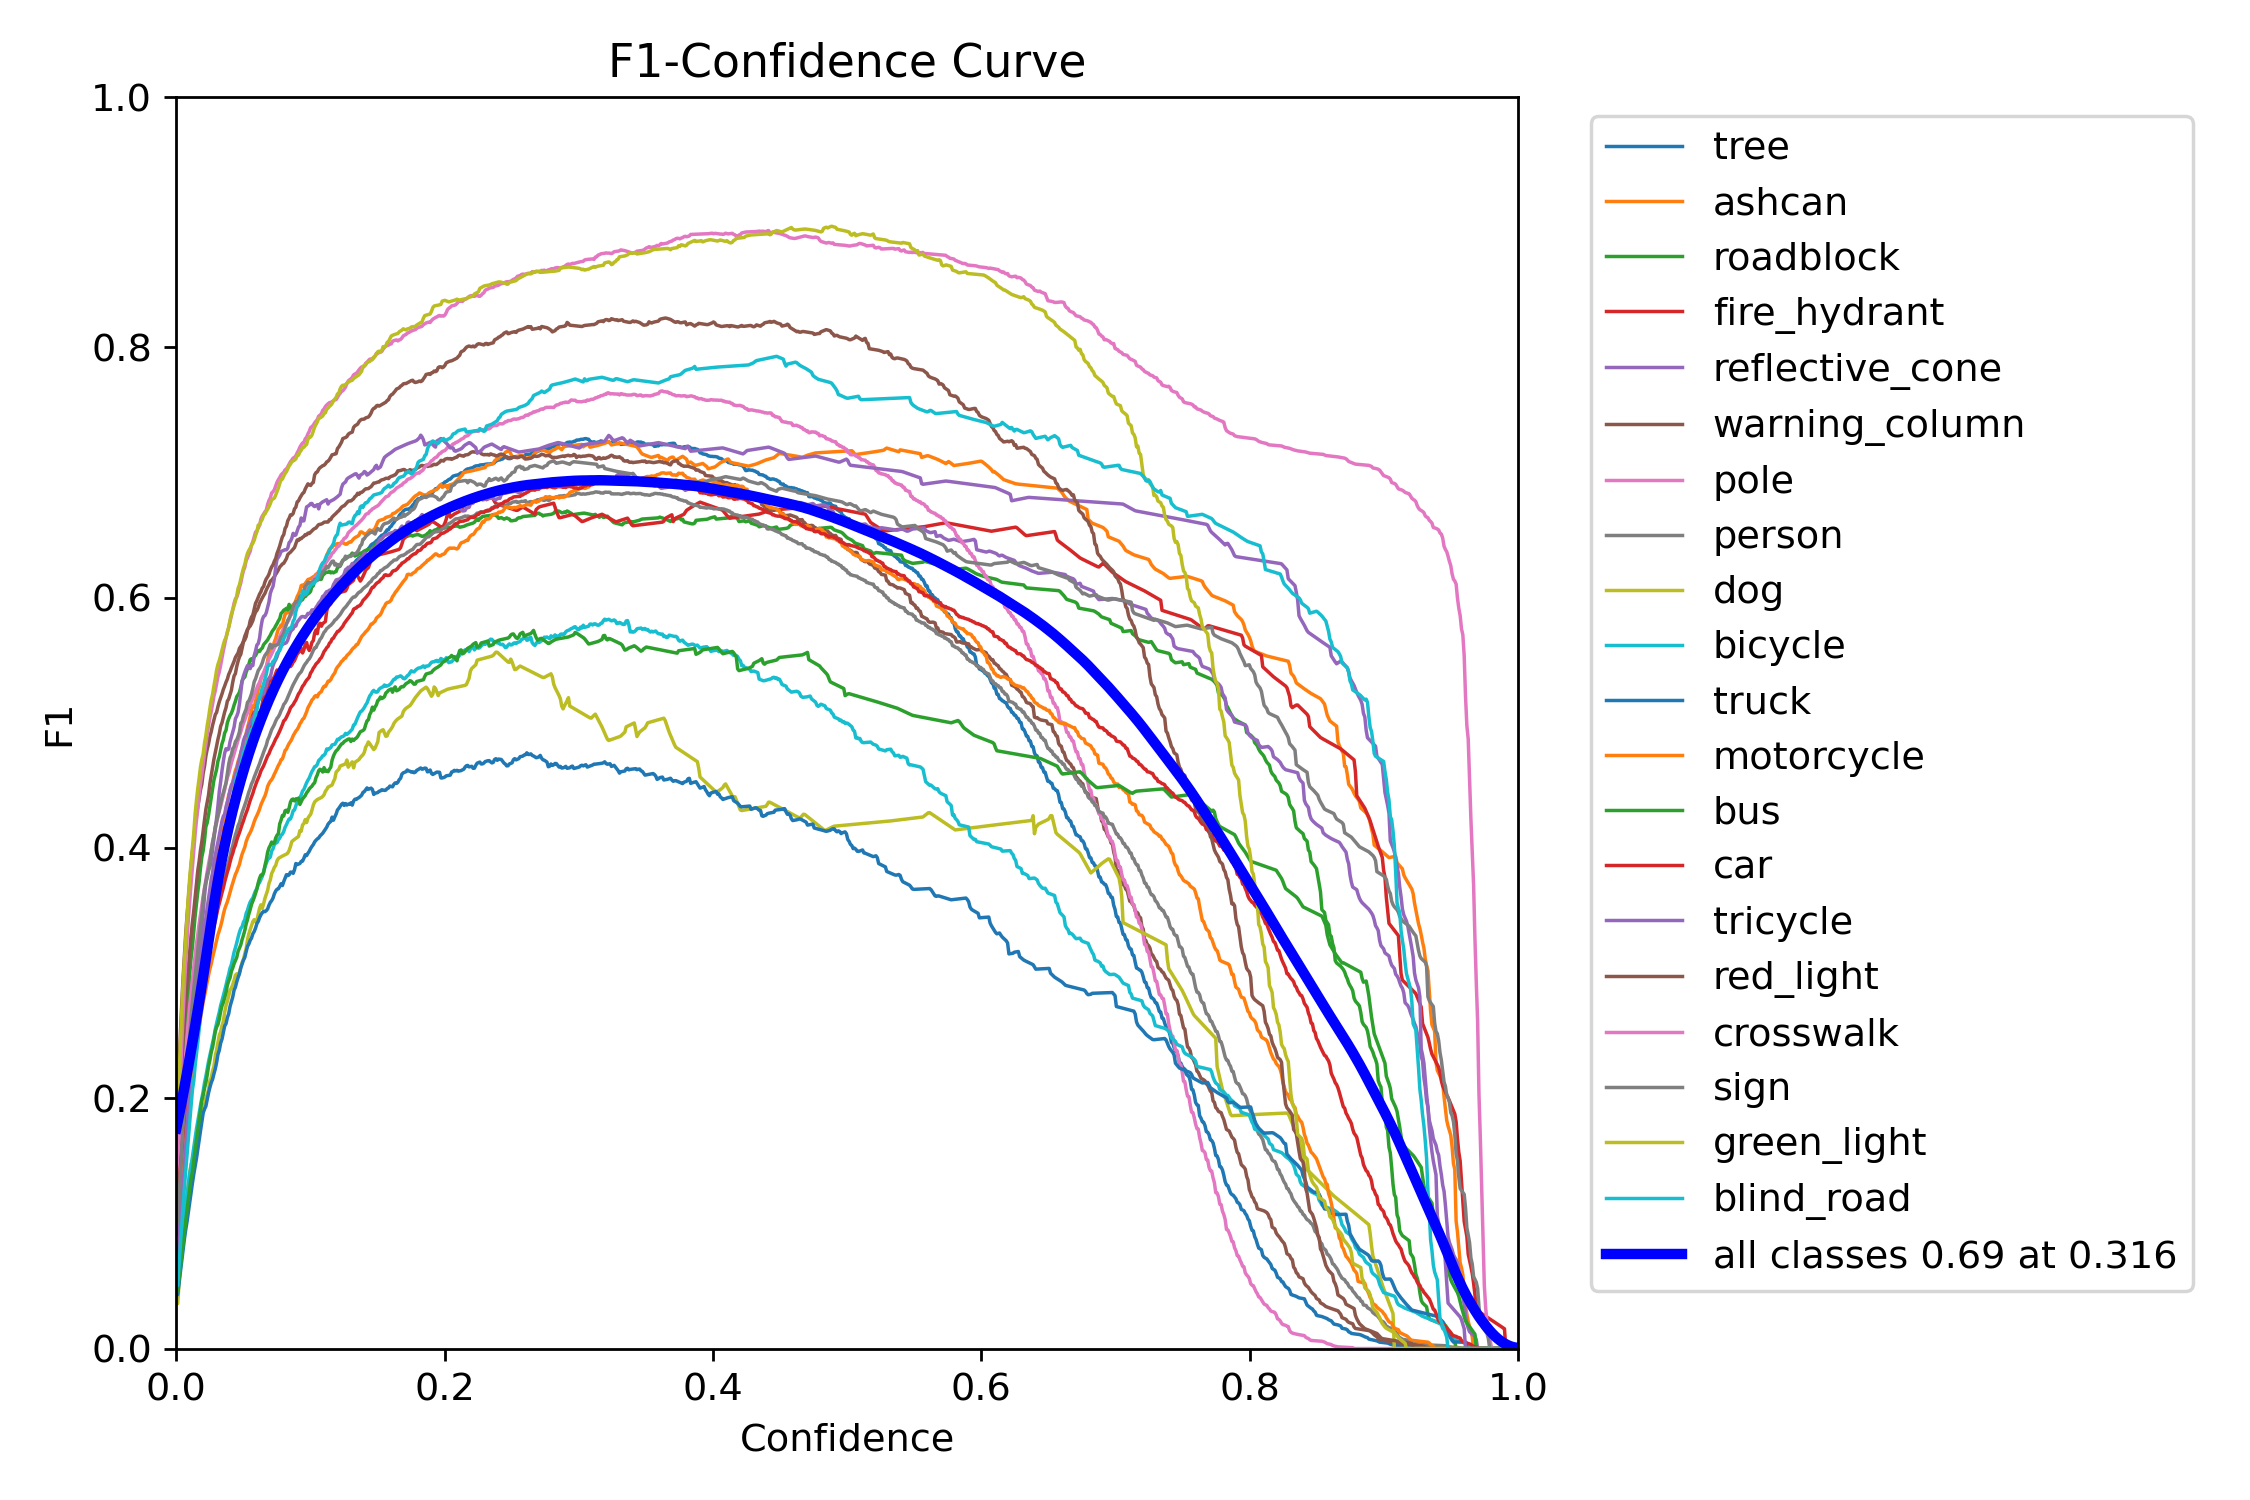 F1-Confidence Curve
1.0
0.8
0.6
0.4
0.2
0.0
F1
0.0 0.2 0.4 0.6 0.8 1.0
Confidence
tree
ashcan
roadblock
fire_hydrant
reflective_cone
warning_column
pole
person
dog
bicycle
truck
motorcycle
bus
car
tricycle
red_light
crosswalk
sign
green_light
blind_road
all classes 0.69 at 0.316